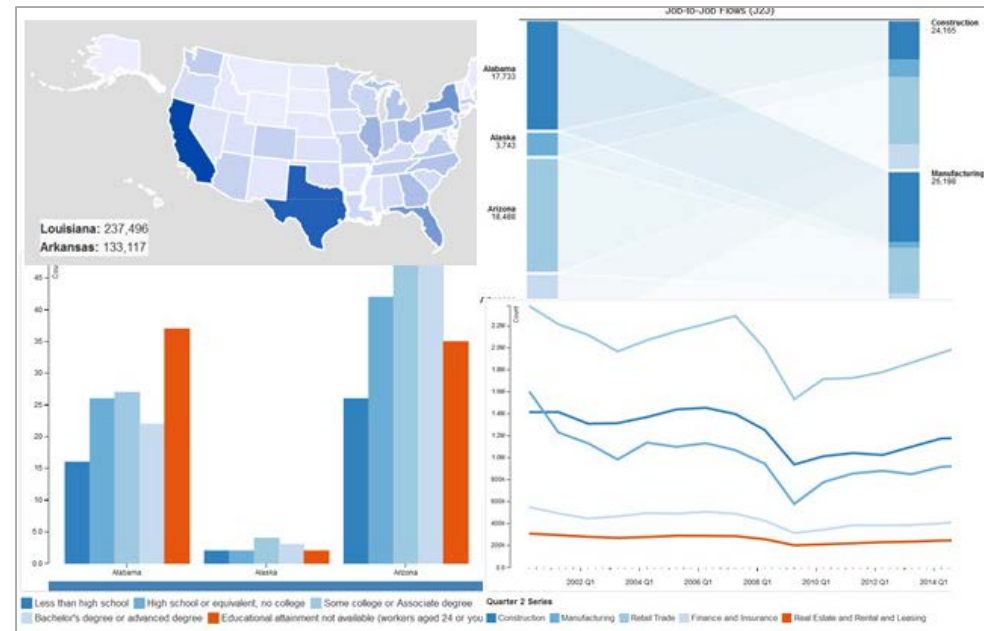 Job-to-Job Flows (J2J)
Louisiana: 237,496
Arkansas: 133,117
Alabama
17,733
Alaska
3,743
Arizona
18,468
Construction
24,165
Manufacturing
25,198
45
40
35
30
25
20
15
10
5.0
0.0
Alabama
Alaska
Arizona
Less than high school
High school or equivalent, no college
Some college or Associate degree
Bachelor's degree or advanced degree
Educational attainment not available (workers aged 24 or you
Count
2.2M
2.0M
1.8M
1.6M
1.4M
1.2M
1.0M
800k
600k
400k
200k
0.0
2002 Q1
2004 Q1
2006 Q1
2008 Q1
2010 Q1
2012 Q1
2014 Q1
Quarter 2 Series
Construction
Manufacturing
Retail Trade
Finance and Insurance
Real Estate and Rental and Leasing